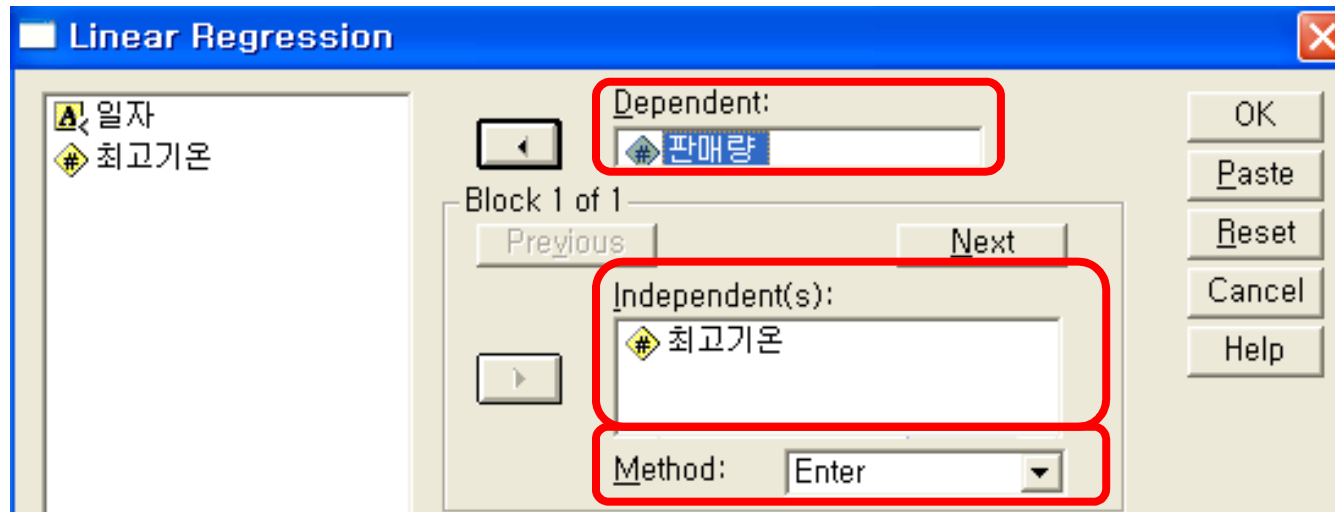 Linear Regression
일자
최고기온
Dependent:
판매량
Block 1 of 1
Previous
Next
Independent(s):
최고기온
Method:
Enter
OK
Paste
Reset
Cancel
Help